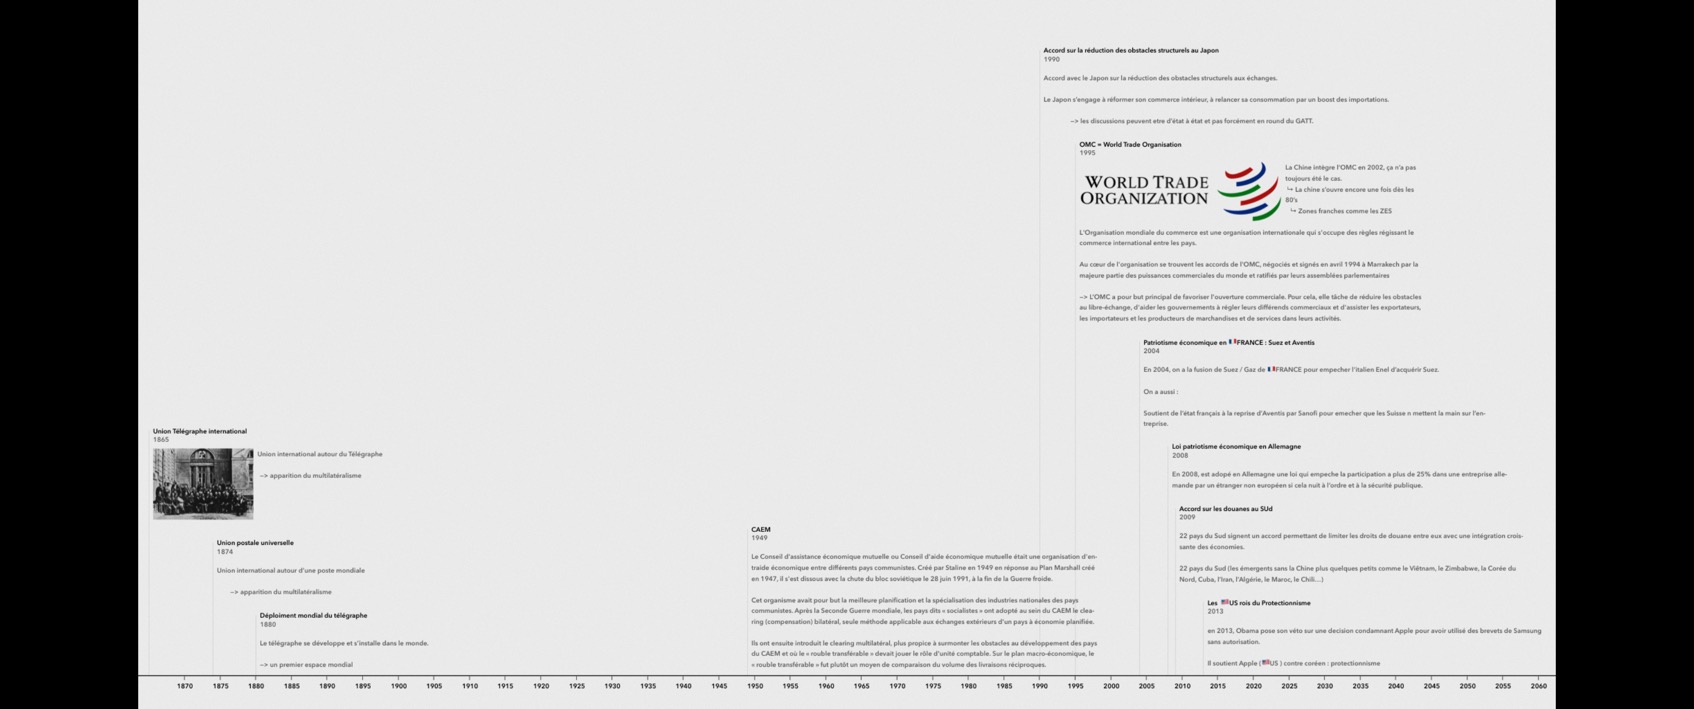 Accord sur la réduction des obstacles structurels au Japon
1990
Accord avec le Japon sur la réduction des obstacles structurels aux échanges.
Le Japon s'engage à réformer son commerce intérieur, à relancer sa consommation par un boost des importations.
—> les discussions peuvent etre d'état à état et pas forcément en round du GATT.
OMC = World Trade Organisation
1995
WORLD TRADE
ORGANIZATION
La Chine intègre l'OMC en 2002, ça n'a pas
toujours été le cas.
↪ La chine s'ouvre encore une fois dès les
80's
↪ Zones franches comme les ZES
L'Organisation mondiale du commerce est une organisation internationale qui s'occupe des règles régissant le
commerce international entre les pays.
Au cœur de l'organisation se trouvent les accords de l'OMC, négociés et signés en avril 1994 à Marrakech par la
majeure partie des puissances commerciales du monde et ratifiés par leurs assemblées parlementaires
—> L'OMC a pour but principal de favoriser l'ouverture commerciale. Pour cela, elle tâche de réduire les obstacles
au libre-échange, d'aider les gouvernements à régler leurs différends commerciaux et d'assister les exportateurs,
les importateurs et les producteurs de marchandises et de services dans leurs activités.
Patriotisme économique en 🇫🇷FRANCE : Suez et Aventis
2004
En 2004, on a la fusion de Suez / Gaz de 🇫🇷FRANCE pour empecher l'italien Enel d'acquérir Suez.
On a aussi :
Soutient de l'état français à la reprise d'Aventis par Sanofi pour emecher que les Suisse n mettent la main sur l'en-
treprise.
Union Télégraphe international
1865
Union international autour du Télégraphe
—> apparition du multilatéralisme
Loi patriotisme économique en Allemagne
2008
En 2008, est adopé en Allemagne une loi qui empeche la participation a plus de 25% dans une entreprise alle-
mande par un étranger non européen si cela nuit à l'ordre et à la sécurité publique.
Accord sur les douanes au SUd
2009
22 pays du Sud signent un accord permettant de limiter les droits de douane entre eux avec une intégration crois-
sante des économies.
22 pays du Sud (les émergents sans la Chine plus quelques petits comme le Viêtnam, le Zimbabwe, la Corée du
Nord, Cuba, l'Iran, l'Algérie, le Maroc, le Chili...)
CAEM
1949
Le Conseil d'assistance économique mutuelle ou Conseil d'aide économique mutuelle était une organisation d'en-
traide économique entre différents pays communistes. Créé par Staline en 1949 en réponse au Plan Marshall créé
en 1947, il s'est dissous avec la chute du bloc soviétique le 28 juin 1991, à la fin de la Guerre froide.
Cet organisme avait pour but la meilleure planification et la spécialisation des industries nationales des pays
communistes. Après la Seconde Guerre mondiale, les pays dits « socialistes » ont adopté au sein du CAEM le clea-
ring (compensation) bilatéral, seule méthode applicable aux échanges extérieurs d'un pays à économie planifiée.
Ils ont ensuite introduit le clearing multilatéral, plus propice à surmonter les obstacles au développement des pays
du CAEM et où le « rouble transférable » devait jouer le rôle d'unité comptable. Sur le plan macro-économique, le
« rouble transférable » fut plutôt un moyen de comparaison du volume des livraisons réciproques.
Union postale universelle
1874
Union international autour d'une poste mondiale
—> apparition du multilatéralisme
Déploiment mondial du télégraphe
1880
Le télégraphe se développe et s'installe dans le monde.
—> un premier espace mondial
Les 🇺🇸US rois du Protectionnisme
2013
en 2013, Obama pose son véto sur une decision condamnant Apple pour avoir utilisé des brevets de Samsung
sans autorisation.
Il soutient Apple (🇺🇸US ) contre coréen : protectionnisme
1870 1875 1880 1885 1890 1895 1900 1905 1910 1915 1920 1925 1930 1935 1940 1945 1950 1955 1960 1965 1970 1975 1980 1985 1990 1995 2000 2005 2010 2015 2020 2025 2030 2035 2040 2045 2050 2055 2060